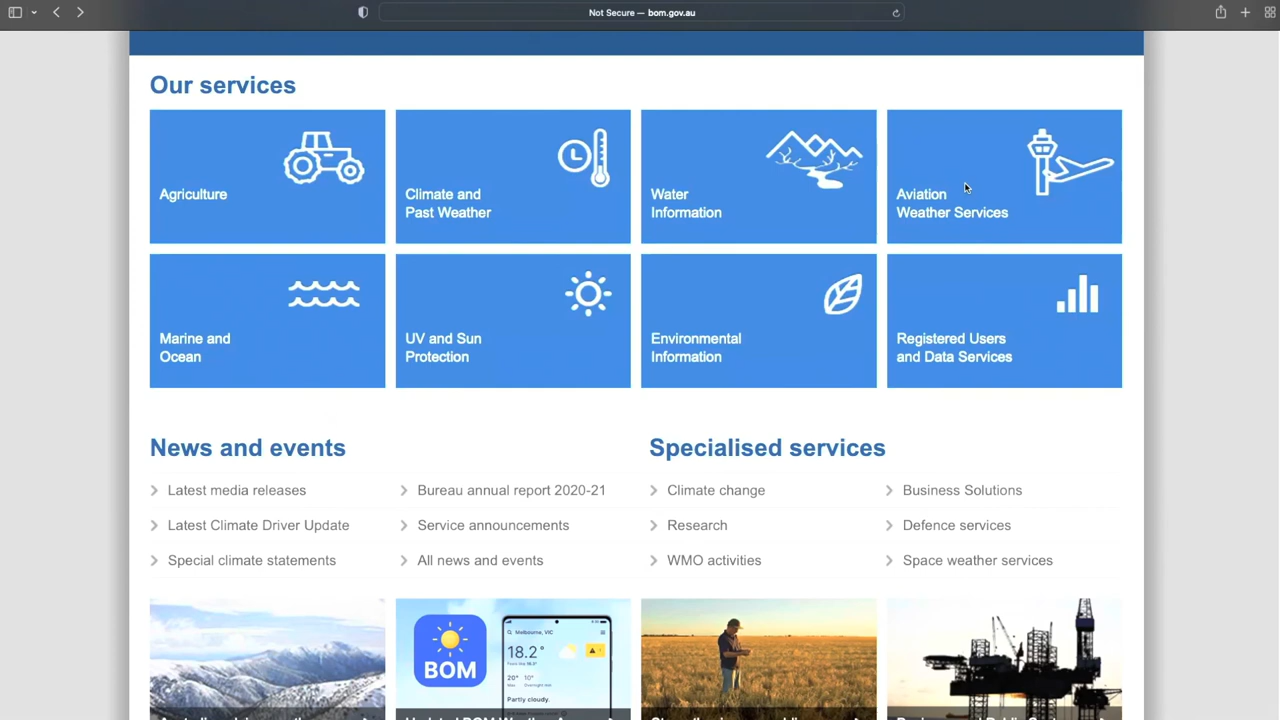 Not Secure — bom.gov.au
Our services
Agriculture
Climate and
Past Weather
Water
Information
Aviation
Weather Services
Marine and
Ocean
UV and Sun
Protection
Environmental
Information
Registered Users
and Data Services
News and events
Latest media releases
Bureau annual report 2020-21
Latest Climate Driver Update
Service announcements
Special climate statements
All news and events
Specialised services
Climate change
Business Solutions
Research
Defence services
WMO activities
Space weather services
BOM
Melbourne, VIC
18.2°
20° 10°
Partly cloudy.